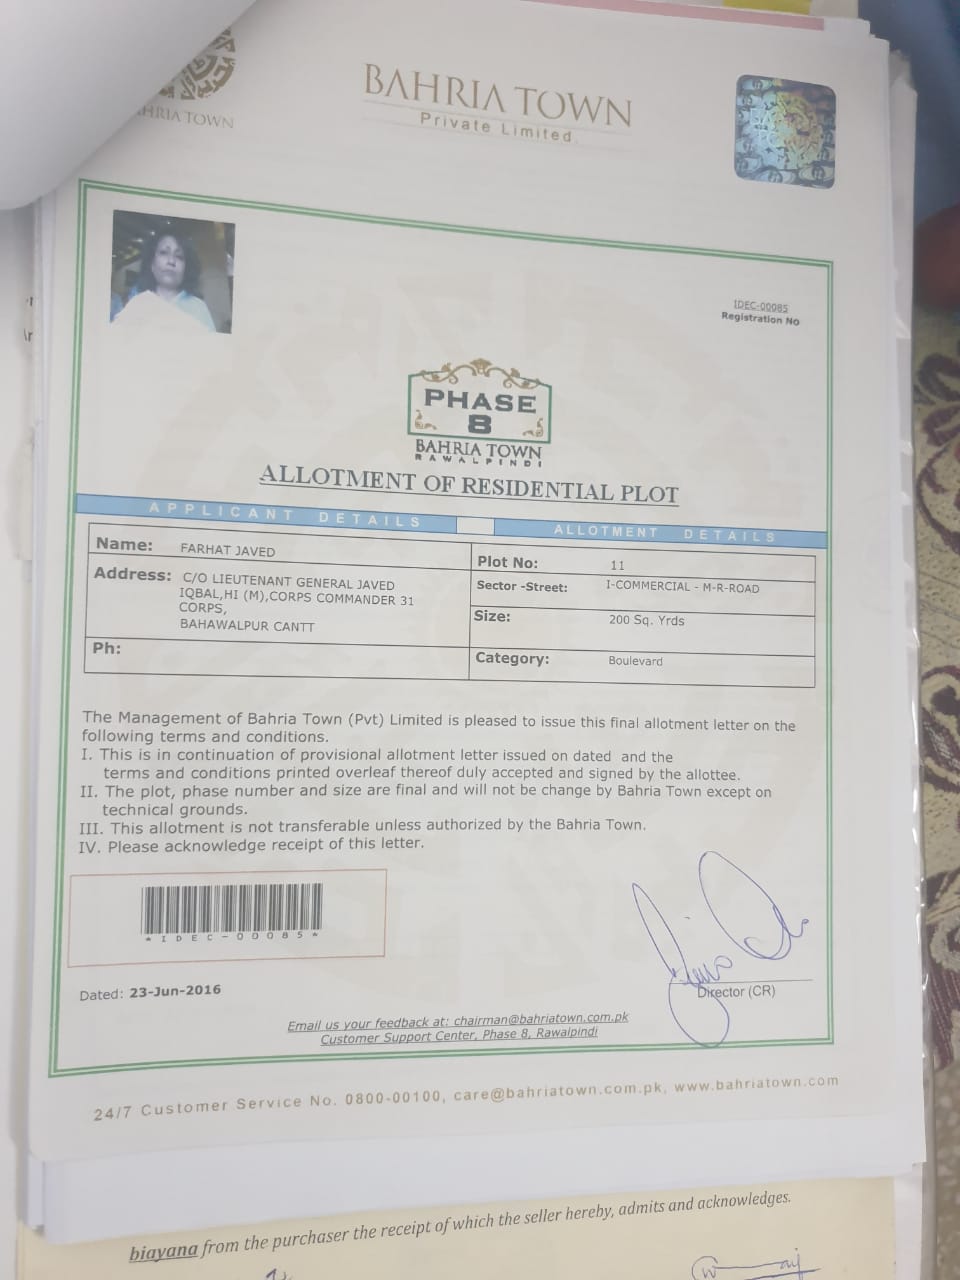 BAHRIA TOWN
Private Limited
HRIA TOWN
IDEC-00085
Registration No
PHASE
8
BAHRIA TOWN
RAWALPINDI
ALLOTMENT OF RESIDENTIAL PLOT
APPLICANT DETAILS
ALLOTMENT DETAILS
Name: FARHAT JAVED
Address: C/O LIEUTENANT GENERAL JAVED
IQBAL,HI (M),CORPS COMMANDER 31
CORPS,
BAHAWALPUR CANTT
Ph:
Plot No: 11
Sector -Street: I-COMMERCIAL - M-R-ROAD
Size: 200 Sq. Yrds
Category: Boulevard
The Management of Bahria Town (Pvt) Limited is pleased to issue this final allotment letter on the
following terms and conditions.
I. This is in continuation of provisional allotment letter issued on dated and the
terms and conditions printed overleaf thereof duly accepted and signed by the allottee.
II. The plot, phase number and size are final and will not be change by Bahria Town except on
technical grounds.
III. This allotment is not transferable unless authorized by the Bahria Town.
IV. Please acknowledge receipt of this letter.
*IDEC-00085*
Dated: 23-Jun-2016
Director (CR)
Email us your feedback at: chairman@bahriatown.com.pk
Customer Support Center, Phase 8, Rawalpindi
24/7 Customer Service No. 0800-00100, care@bahriatown.com.pk, www.bahriatown.com
biayana from the purchaser the receipt of which the seller hereby, admits and acknowledges.